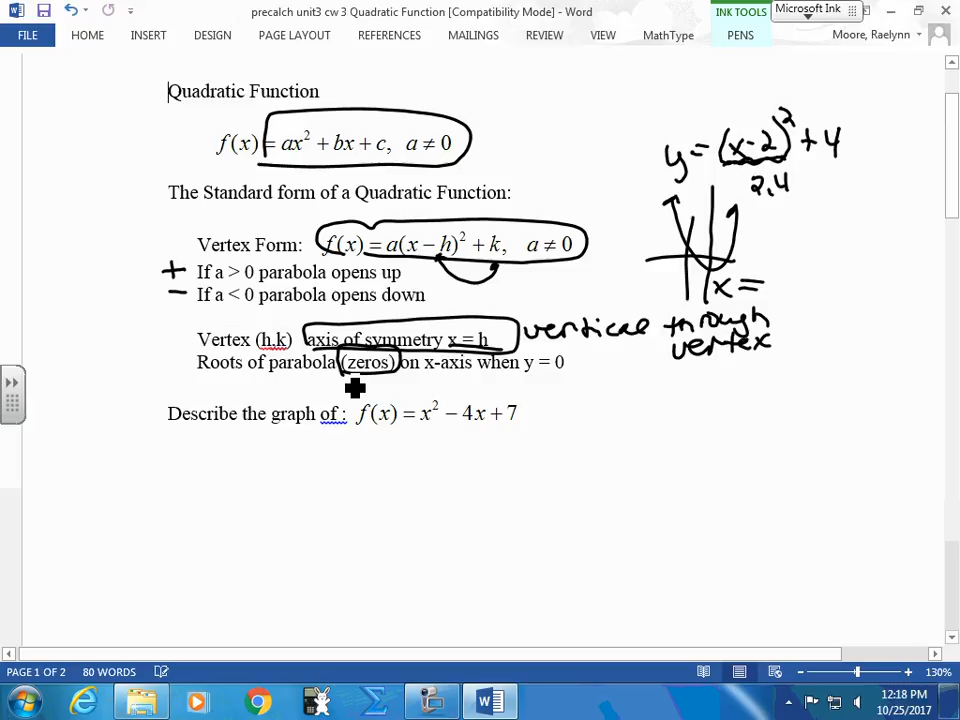 precalch unit3 cw 3 Quadratic Function [Compatibility Mode] - Word
INK TOOLS
Microsoft Ink
FILE HOME INSERT DESIGN PAGE LAYOUT REFERENCES MAILINGS REVIEW VIEW MathType PENS Moore, Raelynn
Quadratic Function
f(x) = ax² + bx + c, a ≠ 0
y = (x-2)² + 4
2,4
The Standard form of a Quadratic Function:
Vertex Form: f(x) = a(x − h)² + k, a ≠ 0
+ If a > 0 parabola opens up
− If a < 0 parabola opens down
x =
Vertex (h,k) axis of symmetry x = h vertical through vertex
Roots of parabola (zeros) on x-axis when y = 0
Describe the graph of : f(x) = x² − 4x + 7
PAGE 1 OF 2 80 WORDS 130%
12:18 PM
10/25/2017